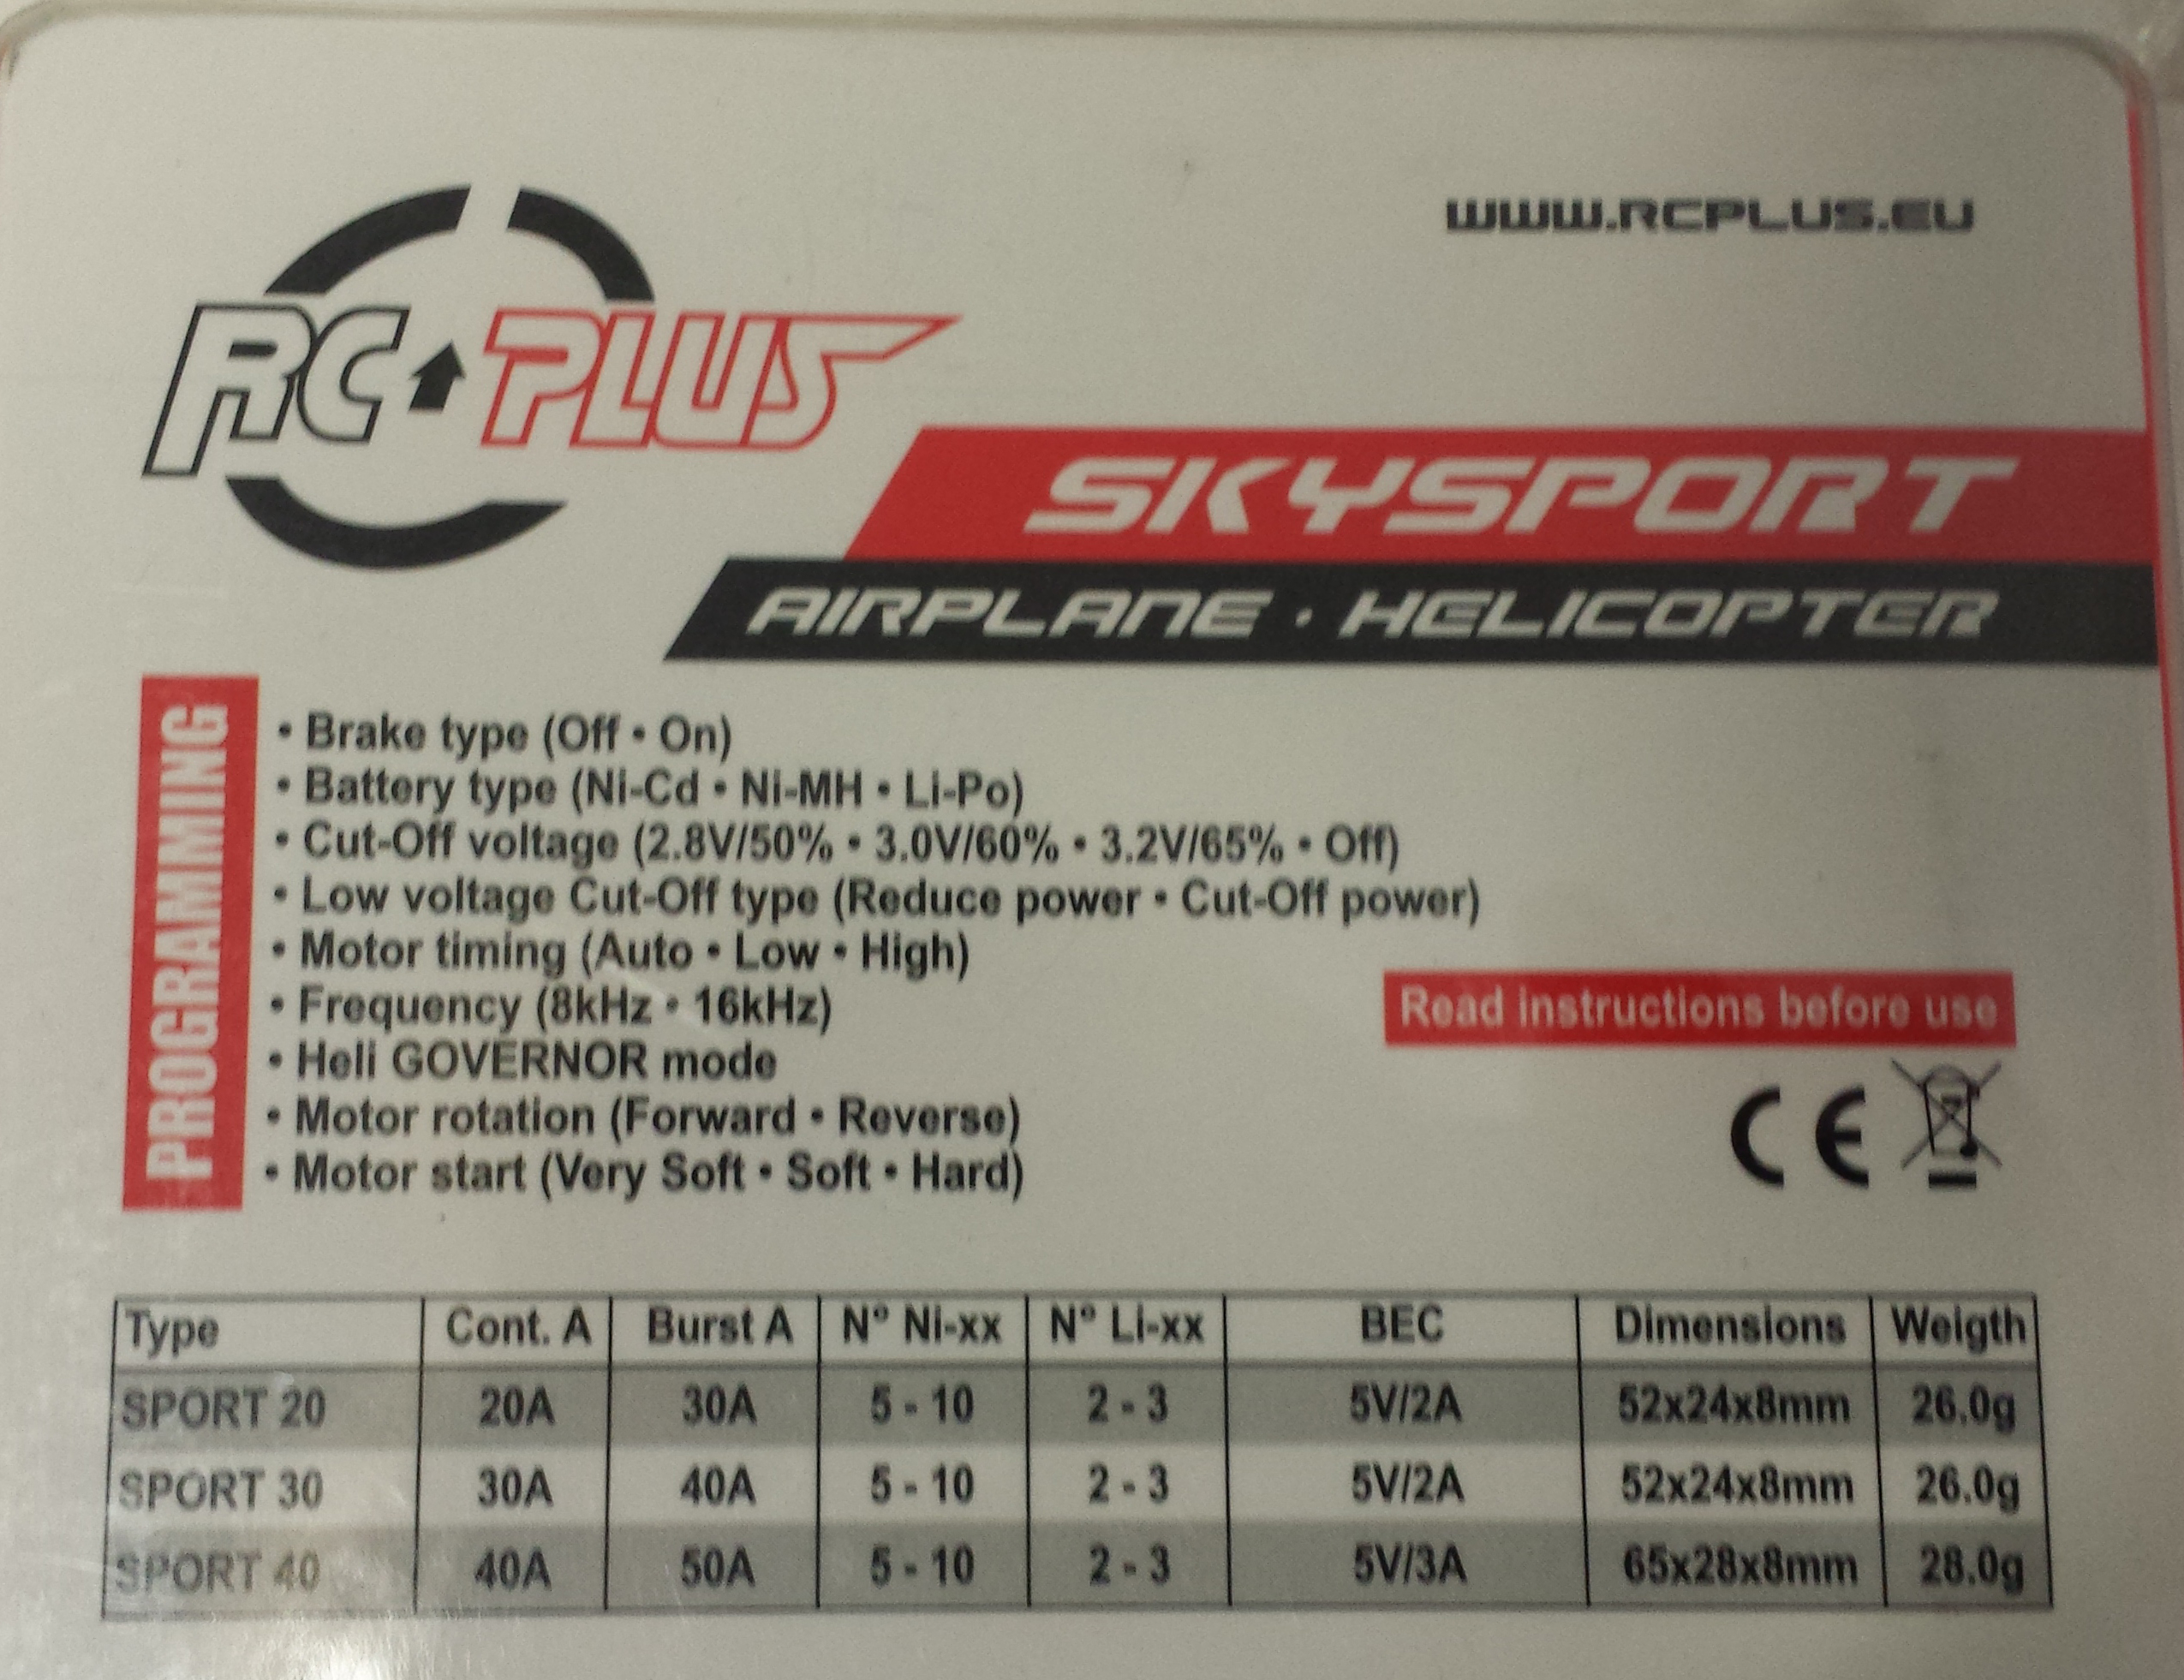 WWW.RCPLUS.EU
RC PLUS
SKYSPORT
AIRPLANE • HELICOPTER
PROGRAMMING
• Brake type (Off • On)
• Battery type (Ni-Cd • Ni-MH • Li-Po)
• Cut-Off voltage (2.8V/50% • 3.0V/60% • 3.2V/65% • Off)
• Low voltage Cut-Off type (Reduce power • Cut-Off power)
• Motor timing (Auto • Low • High)
• Frequency (8kHz • 16kHz)
• Heli GOVERNOR mode
• Motor rotation (Forward • Reverse)
• Motor start (Very Soft • Soft • Hard)
Read instructions before use
CE
Type Cont. A Burst A N° Ni-xx N° Li-xx BEC Dimensions Weigth
SPORT 20 20A 30A 5 - 10 2 - 3 5V/2A 52x24x8mm 26.0g
SPORT 30 30A 40A 5 - 10 2 - 3 5V/2A 52x24x8mm 26.0g
SPORT 40 40A 50A 5 - 10 2 - 3 5V/3A 65x28x8mm 28.0g